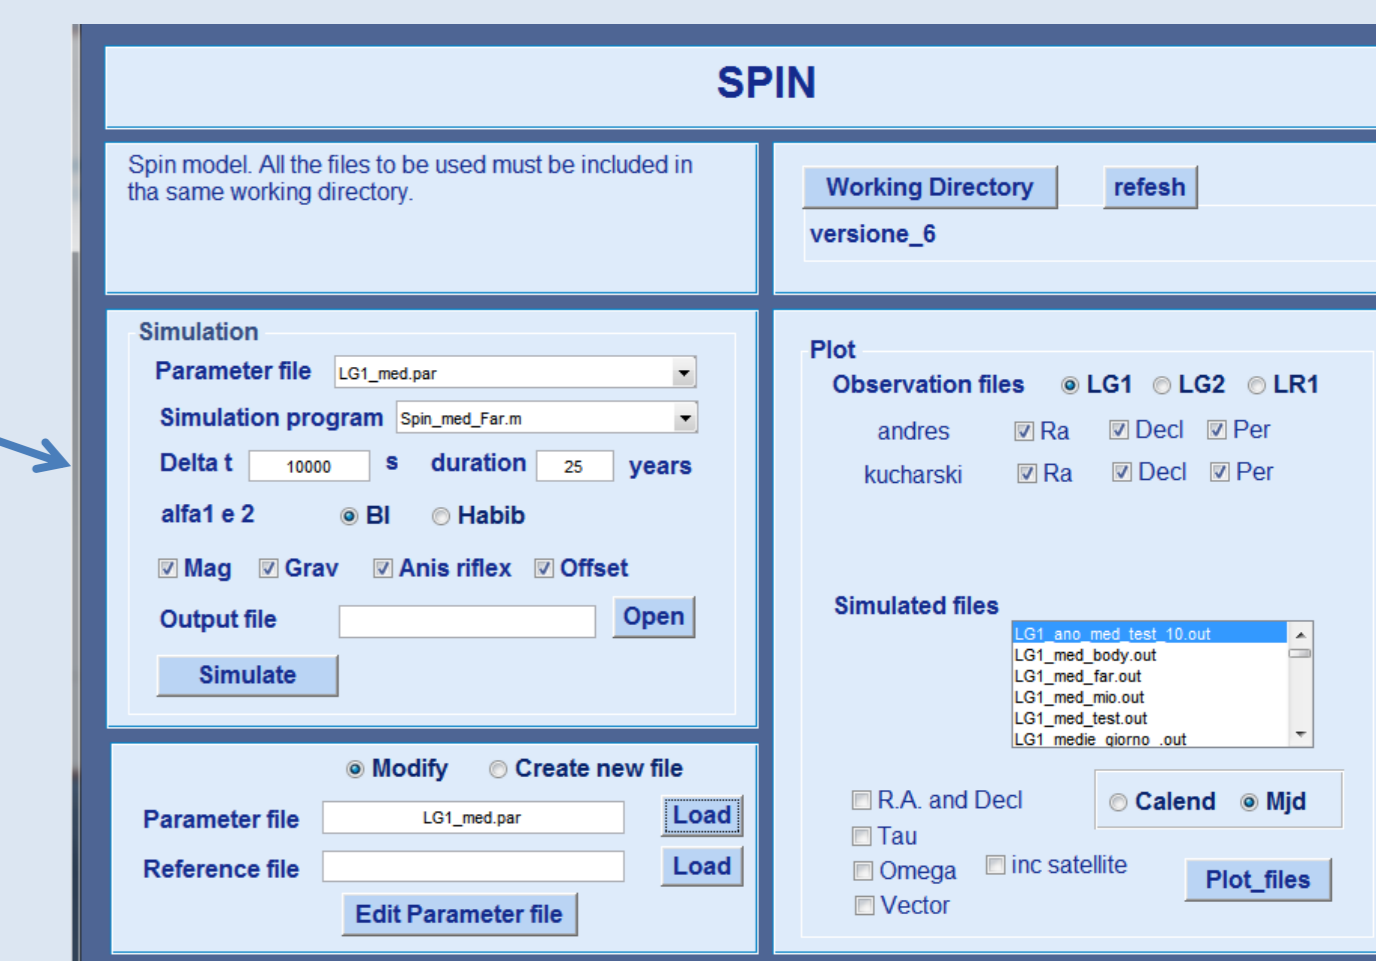 SPIN
Spin model. All the files to be used must be included in
tha same working directory.
Working Directory refesh
versione_6
Simulation
Parameter file LG1_med.par
Simulation program Spin_med_Far.m
Delta t 10000 s duration 25 years
alfa1 e 2 BI Habib
Mag Grav Anis riflex Offset
Output file Open
Simulate
Modify Create new file
Parameter file LG1_med.par Load
Reference file Load
Edit Parameter file
Plot
Observation files LG1 LG2 LR1
andres Ra Decl Per
kucharski Ra Decl Per
Simulated files
LG1_ano_med_test_10.out
LG1_med_body.out
LG1_med_far.out
LG1_med_mio.out
LG1_med_test.out
LG1_medie_giorno_.out
R.A. and Decl Calend Mjd
Tau
Omega inc satellite Plot_files
Vector